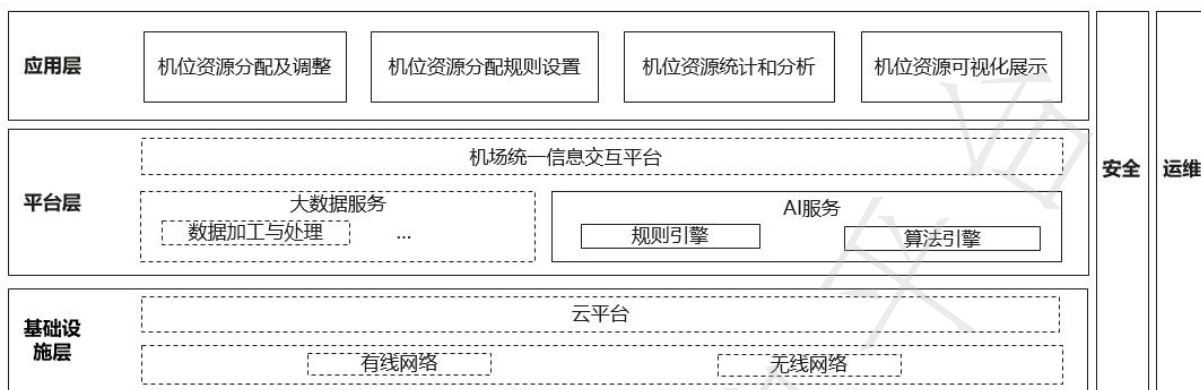 应用层
机位资源分配及调整
机位资源分配规则设置
机位资源统计和分析
机位资源可视化展示
平台层
机场统一信息交互平台
大数据服务
数据加工与处理
...
AI服务
规则引擎
算法引擎
基础设
施层
云平台
有线网络
无线网络
安全
运维